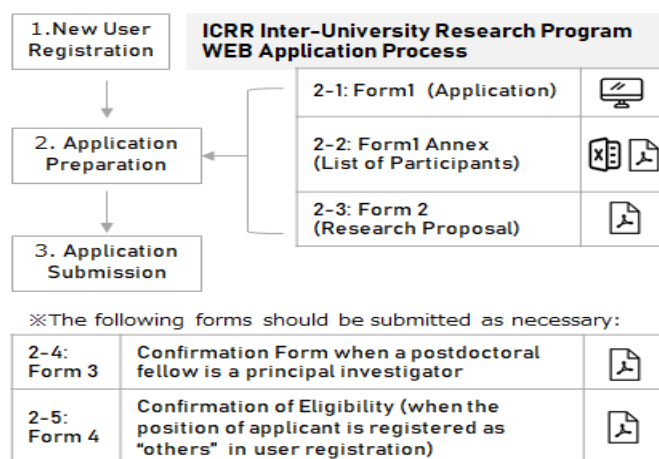 1.New User
Registration
ICRR Inter-University Research Program
WEB Application Process
2-1: Form1 (Application)
2. Application
Preparation
2-2: Form1 Annex
(List of Participants)
2-3: Form 2
(Research Proposal)
3. Application
Submission
※The following forms should be submitted as necessary:
2-4:
Form 3
Confirmation Form when a postdoctoral
fellow is a principal investigator
2-5:
Form 4
Confirmation of Eligibility (when the
position of applicant is registered as
“others” in user registration)